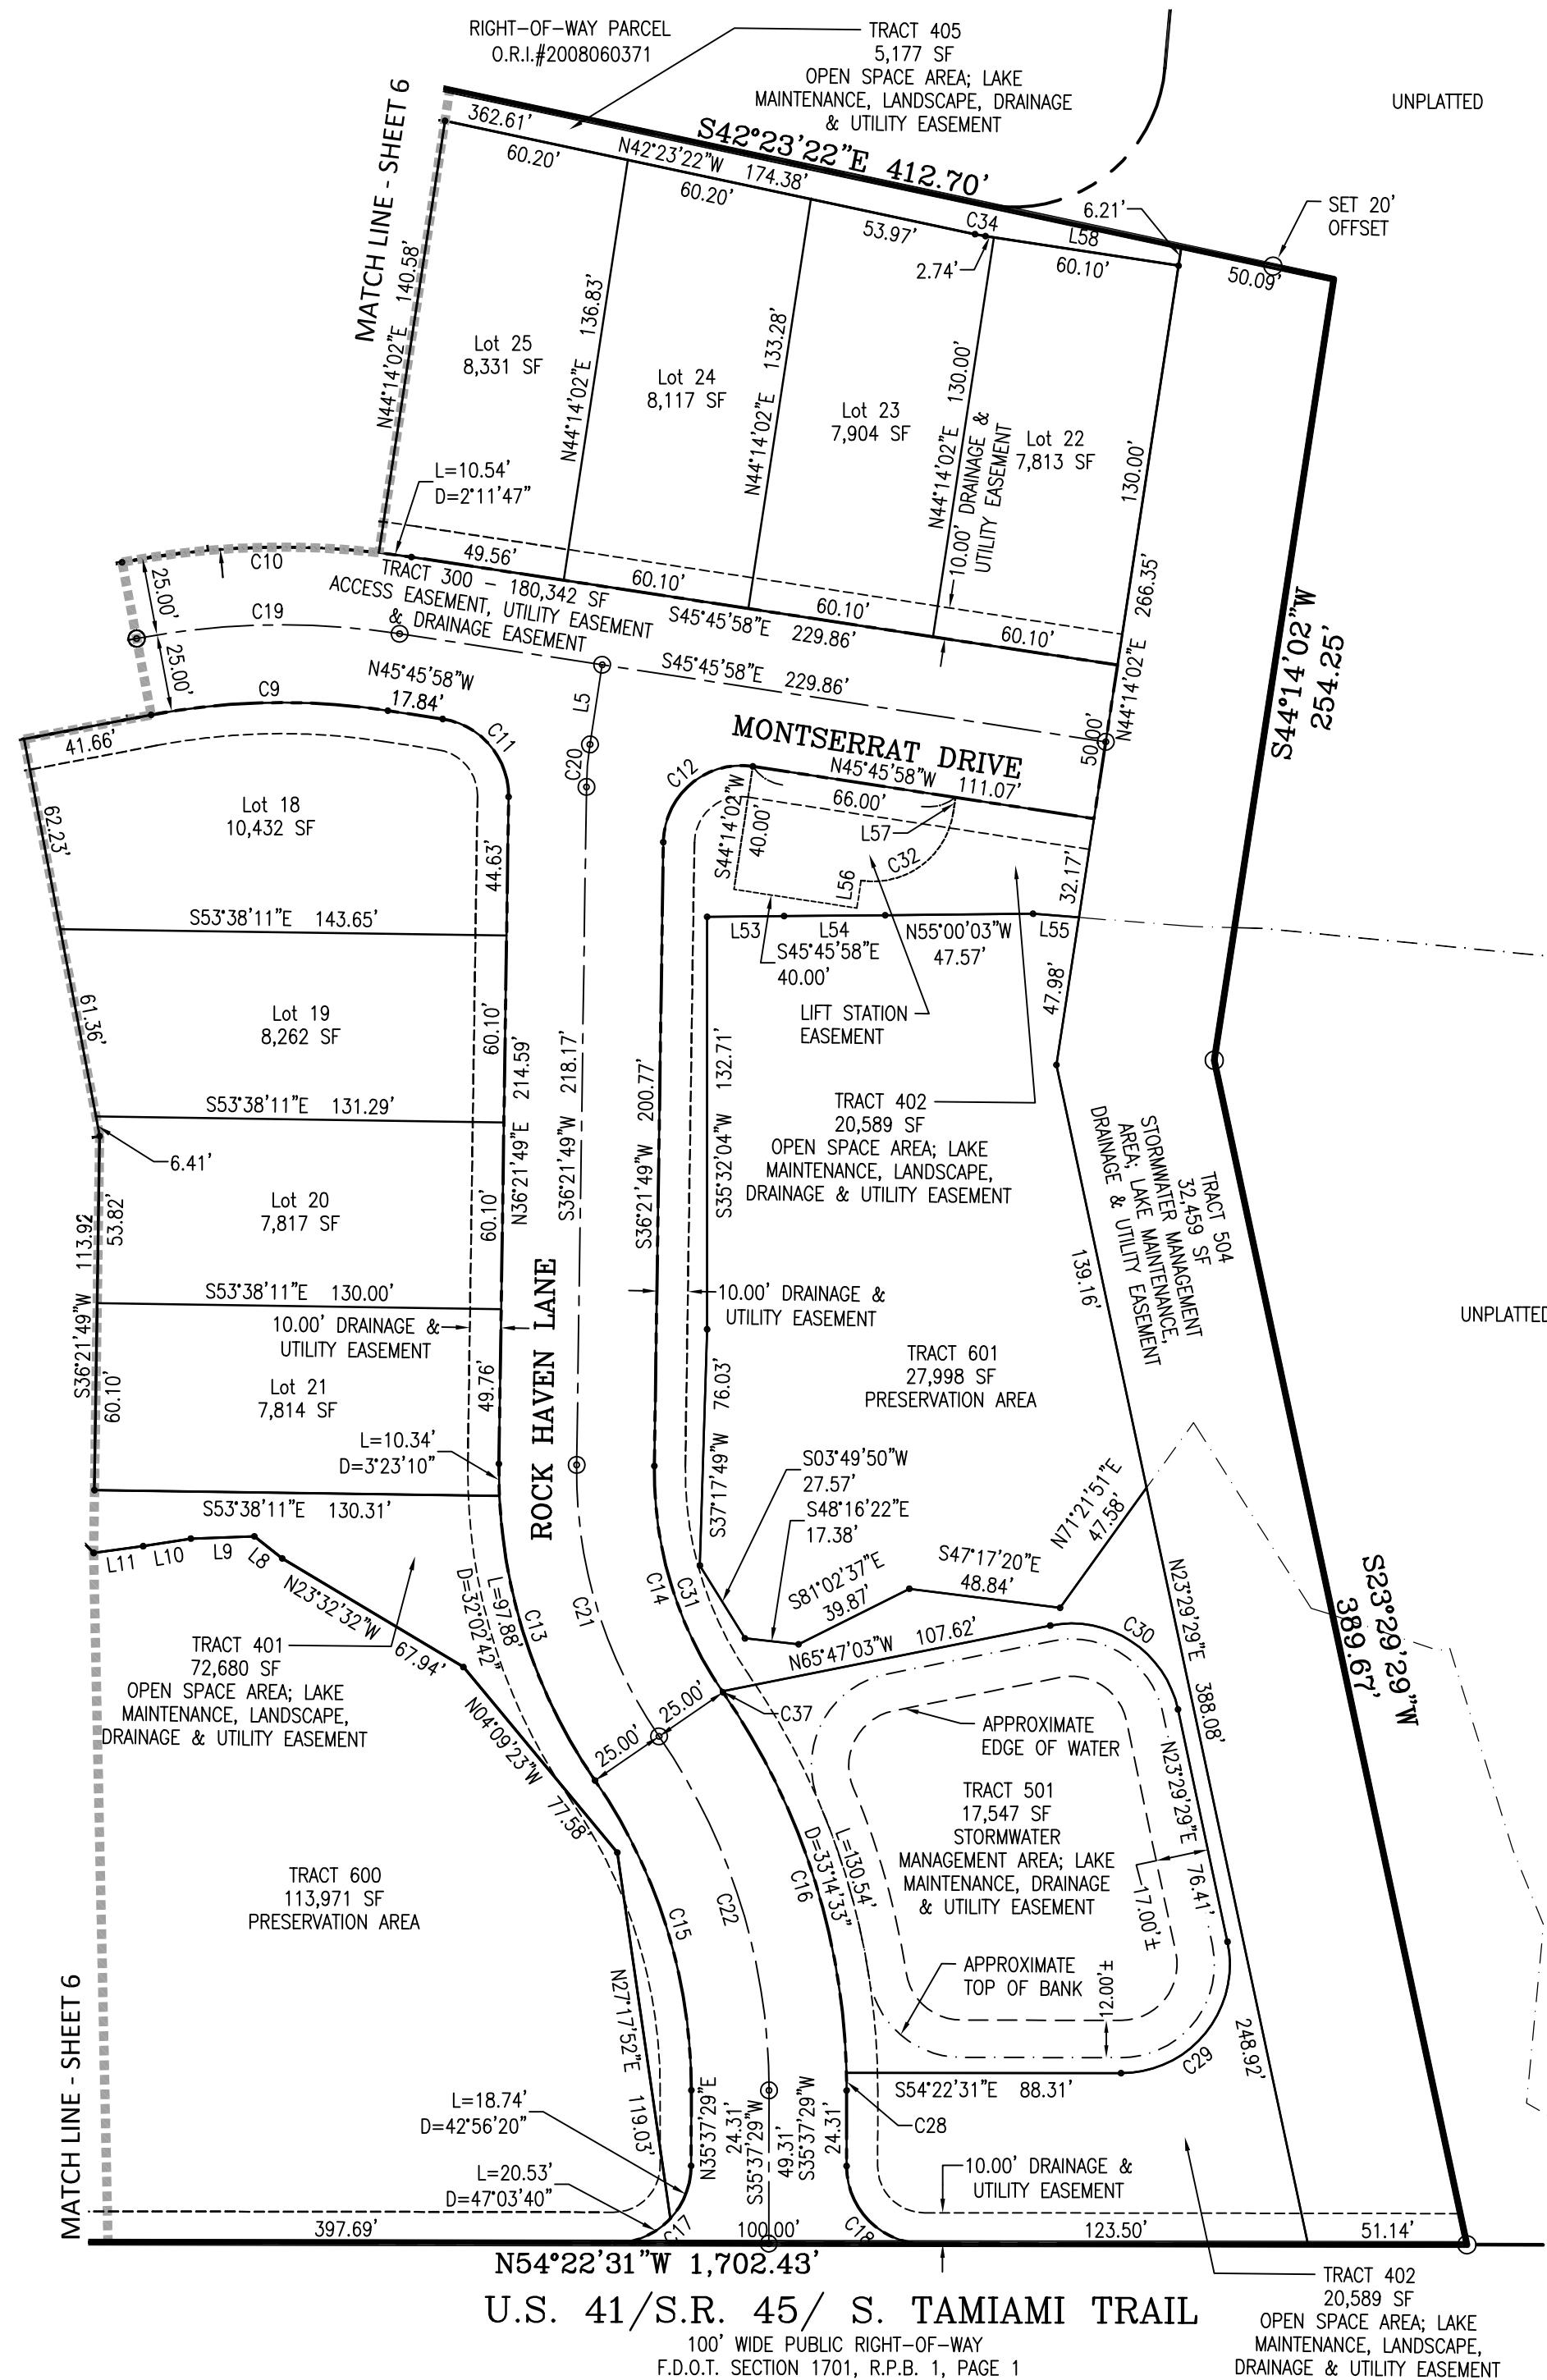 RIGHT-OF-WAY PARCEL
O.R.I.#2008060371
TRACT 405
5,177 SF
OPEN SPACE AREA; LAKE
MAINTENANCE, LANDSCAPE, DRAINAGE
& UTILITY EASEMENT
UNPLATTED
MATCH LINE - SHEET 6
362.61'
S42°23'22"E 412.70'
60.20'
N42°23'22"W 174.38'
60.20'
53.97'
C34
6.21'
L58
2.74'
60.10'
SET 20'
OFFSET
50.09'
N44°14'02"E 140.58'
Lot 25
8,331 SF
N44°14'02"E 136.83'
Lot 24
8,117 SF
N44°14'02"E 133.28'
Lot 23
7,904 SF
N44°14'02"E 130.00'
10.00' DRAINAGE &
UTILITY EASEMENT
Lot 22
7,813 SF
130.00'
266.35'
N44°14'02"E
S44°14'02"W
254.25'
L=10.54'
D=2°11'47"
C10
49.56'
60.10'
60.10'
60.10'
TRACT 300 - 180,342 SF
ACCESS EASEMENT, UTILITY EASEMENT
& DRAINAGE EASEMENT
S45°45'58"E 229.86'
25.00'
C19
25.00'
S45°45'58"E 229.86'
N45°45'58"W
17.84'
C9
L5
C11
C20
50.00'
MONTSERRAT DRIVE
N45°45'58"W 111.07'
C12
66.00'
S44°14'02"W
40.00'
L57
C32
L56
32.17'
41.66'
62.23'
Lot 18
10,432 SF
44.63'
S53°38'11"E 143.65'
L53
L54
N55°00'03"W
47.57'
L55
S45°45'58"E
40.00'
47.98'
LIFT STATION
EASEMENT
61.36'
Lot 19
8,262 SF
60.10'
N36°21'49"E 214.59'
S36°21'49"W 218.17'
S36°21'49"W 200.77'
S35°32'04"W 132.71'
TRACT 402
20,589 SF
OPEN SPACE AREA; LAKE
MAINTENANCE, LANDSCAPE,
DRAINAGE & UTILITY EASEMENT
S53°38'11"E 131.29'
6.41'
TRACT 504
32,459 SF
STORMWATER MANAGEMENT
AREA; LAKE MAINTENANCE,
DRAINAGE & UTILITY EASEMENT
139.16'
Lot 20
7,817 SF
60.10'
S36°21'49"W 113.92
53.82'
S53°38'11"E 130.00'
10.00' DRAINAGE &
UTILITY EASEMENT
ROCK HAVEN LANE
10.00' DRAINAGE &
UTILITY EASEMENT
UNPLATTED
TRACT 601
27,998 SF
PRESERVATION AREA
60.10'
Lot 21
7,814 SF
49.76'
L=10.34'
D=3°23'10"
S37°17'49"W 76.03'
S03°49'50"W
27.57'
S48°16'22"E
17.38'
N71°21'51"E
47.58'
S53°38'11"E 130.31'
L11
L10
L9
L8
N23°32'32"W 67.94'
L=97.88'
D=32°02'42"
C13
C21
C14
C31
S81°02'37"E
39.87'
S47°17'20"E
48.84'
N23°29'29"E 388.08'
S23°29'29"W
389.67'
TRACT 401
72,680 SF
OPEN SPACE AREA; LAKE
MAINTENANCE, LANDSCAPE,
DRAINAGE & UTILITY EASEMENT
N65°47'03"W 107.62'
C30
25.00'
25.00'
C37
N04°09'23"W 77.58'
APPROXIMATE
EDGE OF WATER
N23°29'29"E 76.41'
TRACT 501
17,547 SF
STORMWATER
MANAGEMENT AREA; LAKE
MAINTENANCE, DRAINAGE
& UTILITY EASEMENT
17.00'±
L=130.54'
D=33°14'33"
C16
C22
C15
TRACT 600
113,971 SF
PRESERVATION AREA
MATCH LINE - SHEET 6
N27°17'52"E 119.03'
APPROXIMATE
TOP OF BANK
12.00'±
C29
248.92'
S54°22'31"E 88.31'
C28
L=18.74'
D=42°56'20"
N35°37'29"E
24.31'
S35°37'29"W
49.31'
S35°37'29"W
24.31'
L=20.53'
D=47°03'40"
10.00' DRAINAGE &
UTILITY EASEMENT
397.69'
C17
100.00'
C18
123.50'
51.14'
N54°22'31"W 1,702.43'
U.S. 41/S.R. 45/ S. TAMIAMI TRAIL
100' WIDE PUBLIC RIGHT-OF-WAY
F.D.O.T. SECTION 1701, R.P.B. 1, PAGE 1
TRACT 402
20,589 SF
OPEN SPACE AREA; LAKE
MAINTENANCE, LANDSCAPE,
DRAINAGE & UTILITY EASEMENT